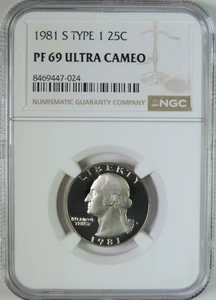 1981 S TYPE 1 25C
PF 69 ULTRA CAMEO
8469447-024
NUMISMATIC GUARANTY COMPANY
NGC
LIBERTY
IN GOD WE
TRUST
1981